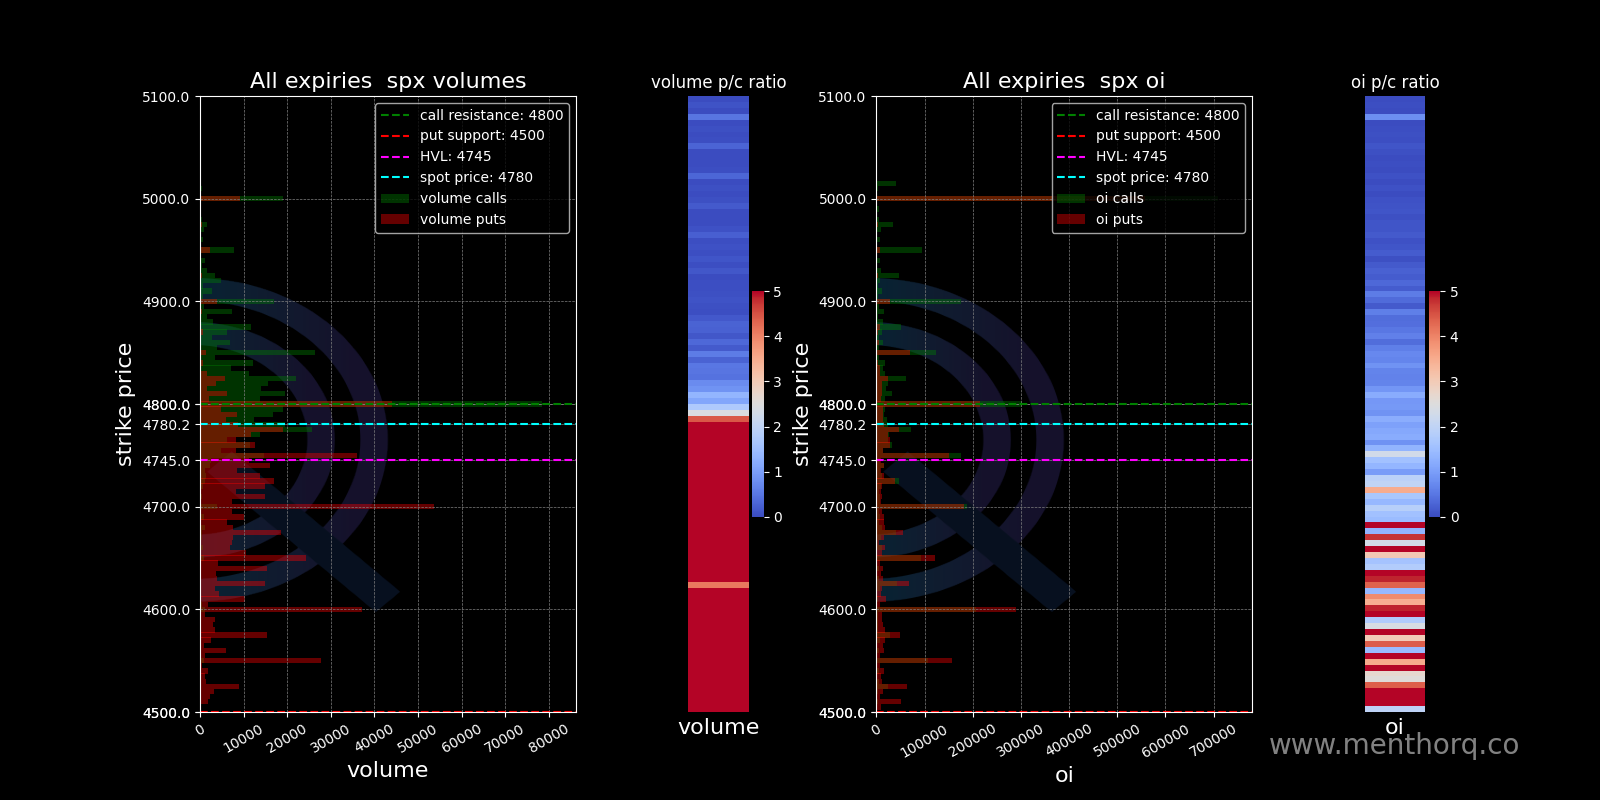 All expiries  spx volumes
volume p/c ratio
All expiries  spx oi
oi p/c ratio
5100.0
5000.0
4900.0
4800.0
4780.2
4745.0
4700.0
4600.0
4500.0
strike price
call resistance: 4800
put support: 4500
HVL: 4745
spot price: 4780
volume calls
volume puts
0
10000
20000
30000
40000
50000
60000
70000
80000
volume
5
4
3
2
1
0
volume
5100.0
5000.0
4900.0
4800.0
4780.2
4745.0
4700.0
4600.0
4500.0
strike price
call resistance: 4800
put support: 4500
HVL: 4745
spot price: 4780
oi calls
oi puts
0
100000
200000
300000
400000
500000
600000
700000
oi
5
4
3
2
1
0
oi
www.menthorq.co